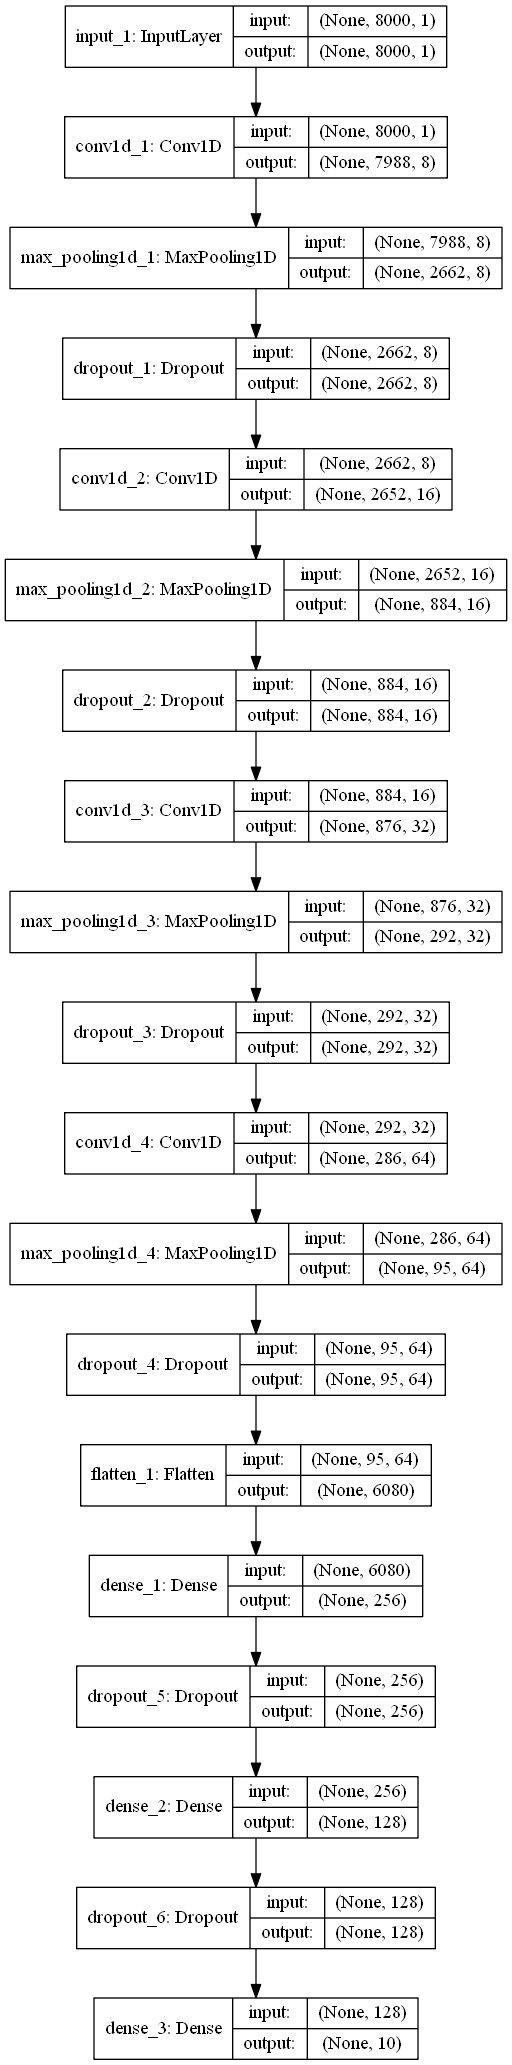 input_1: InputLayer
input: (None, 8000, 1)
output: (None, 8000, 1)
conv1d_1: Conv1D
input: (None, 8000, 1)
output: (None, 7988, 8)
max_pooling1d_1: MaxPooling1D
input: (None, 7988, 8)
output: (None, 2662, 8)
dropout_1: Dropout
input: (None, 2662, 8)
output: (None, 2662, 8)
conv1d_2: Conv1D
input: (None, 2662, 8)
output: (None, 2652, 16)
max_pooling1d_2: MaxPooling1D
input: (None, 2652, 16)
output: (None, 884, 16)
dropout_2: Dropout
input: (None, 884, 16)
output: (None, 884, 16)
conv1d_3: Conv1D
input: (None, 884, 16)
output: (None, 876, 32)
max_pooling1d_3: MaxPooling1D
input: (None, 876, 32)
output: (None, 292, 32)
dropout_3: Dropout
input: (None, 292, 32)
output: (None, 292, 32)
conv1d_4: Conv1D
input: (None, 292, 32)
output: (None, 286, 64)
max_pooling1d_4: MaxPooling1D
input: (None, 286, 64)
output: (None, 95, 64)
dropout_4: Dropout
input: (None, 95, 64)
output: (None, 95, 64)
flatten_1: Flatten
input: (None, 95, 64)
output: (None, 6080)
dense_1: Dense
input: (None, 6080)
output: (None, 256)
dropout_5: Dropout
input: (None, 256)
output: (None, 256)
dense_2: Dense
input: (None, 256)
output: (None, 128)
dropout_6: Dropout
input: (None, 128)
output: (None, 128)
dense_3: Dense
input: (None, 128)
output: (None, 10)